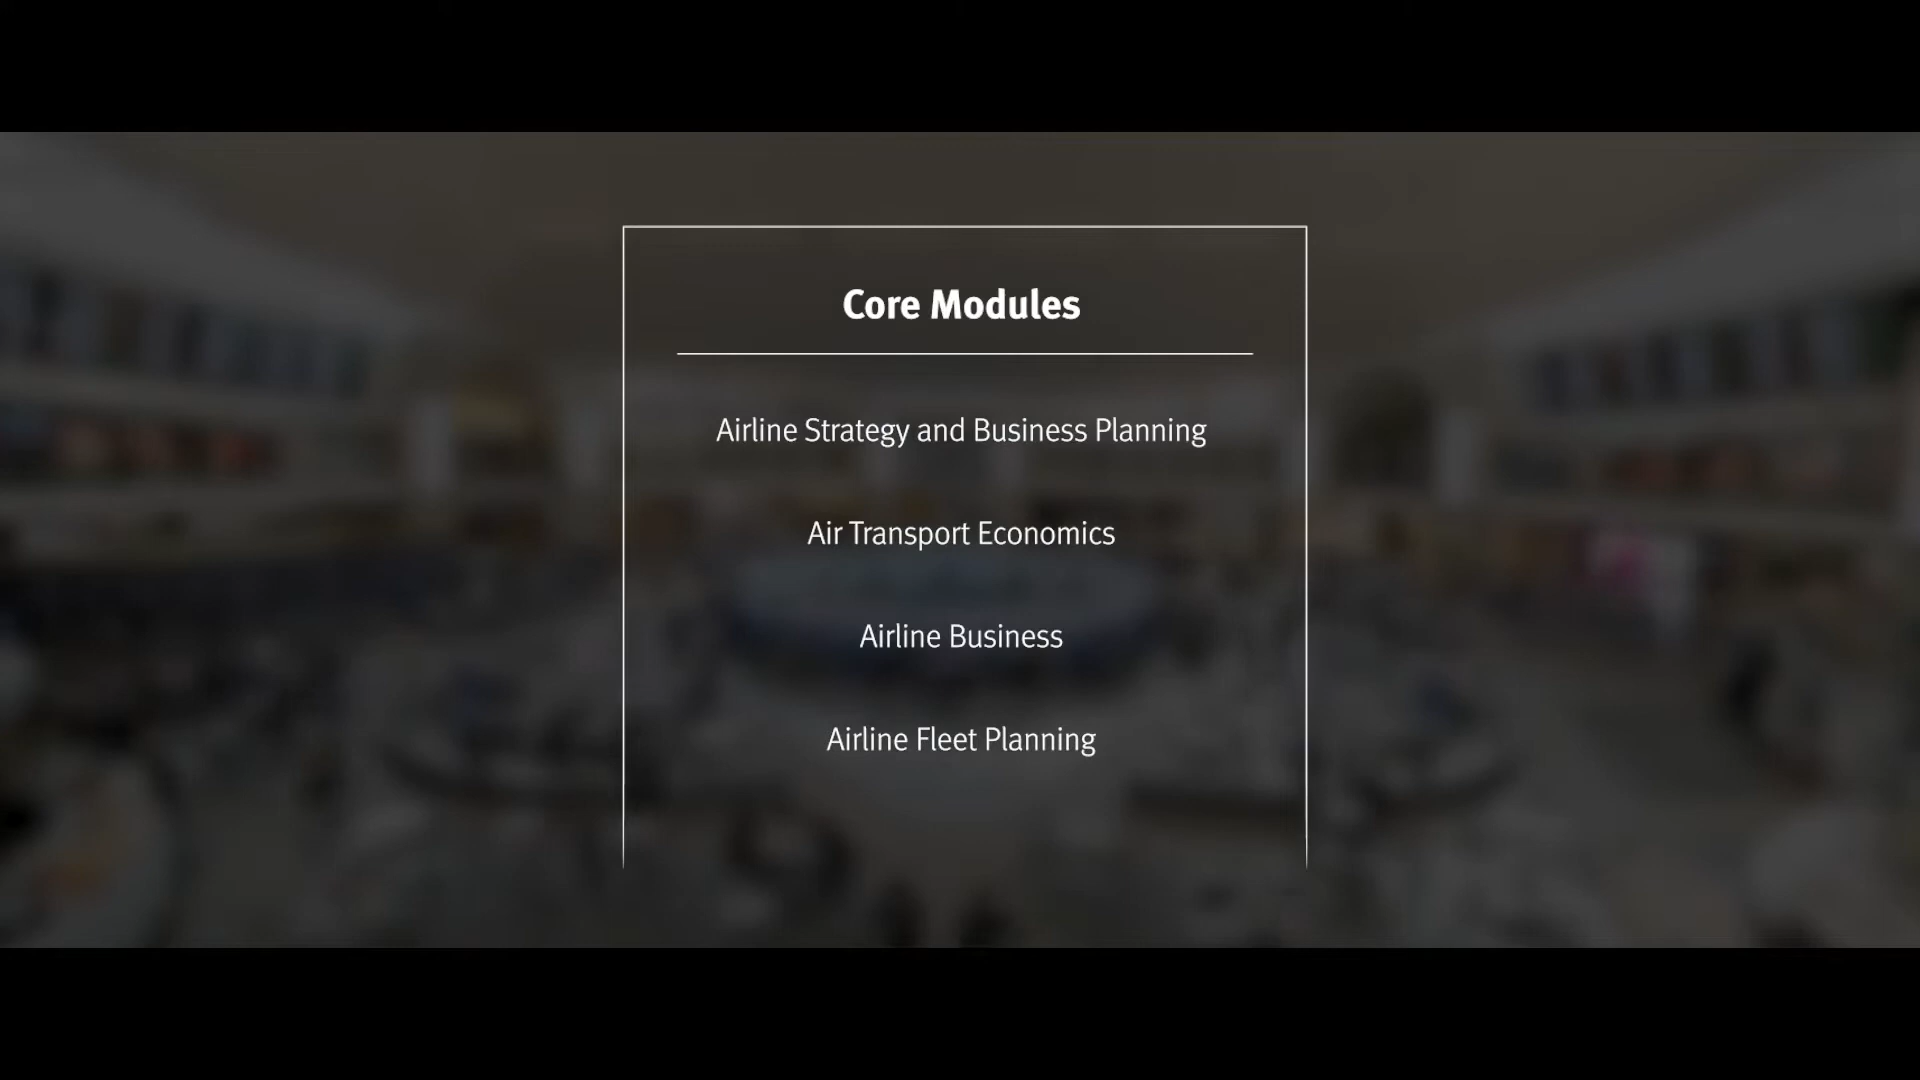 Core Modules
Airline Strategy and Business Planning
Air Transport Economics
Airline Business
Airline Fleet Planning